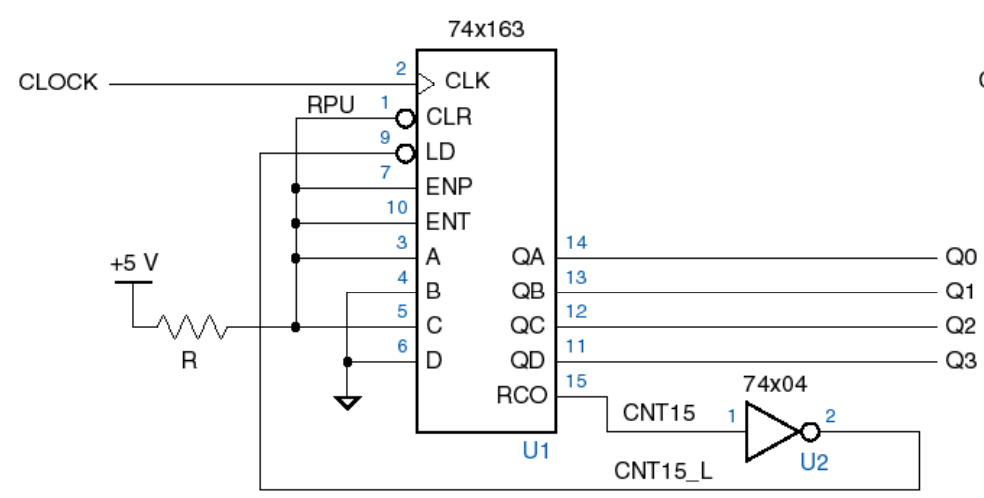 74x163
CLOCK
2
CLK
RPU
1
CLR
9
LD
7
ENP
10
ENT
3
A
QA
14
Q0
+5 V
4
B
QB
13
Q1
5
C
QC
12
Q2
R
6
D
QD
11
Q3
RCO
15
74x04
CNT15
1
2
U1
U2
CNT15_L